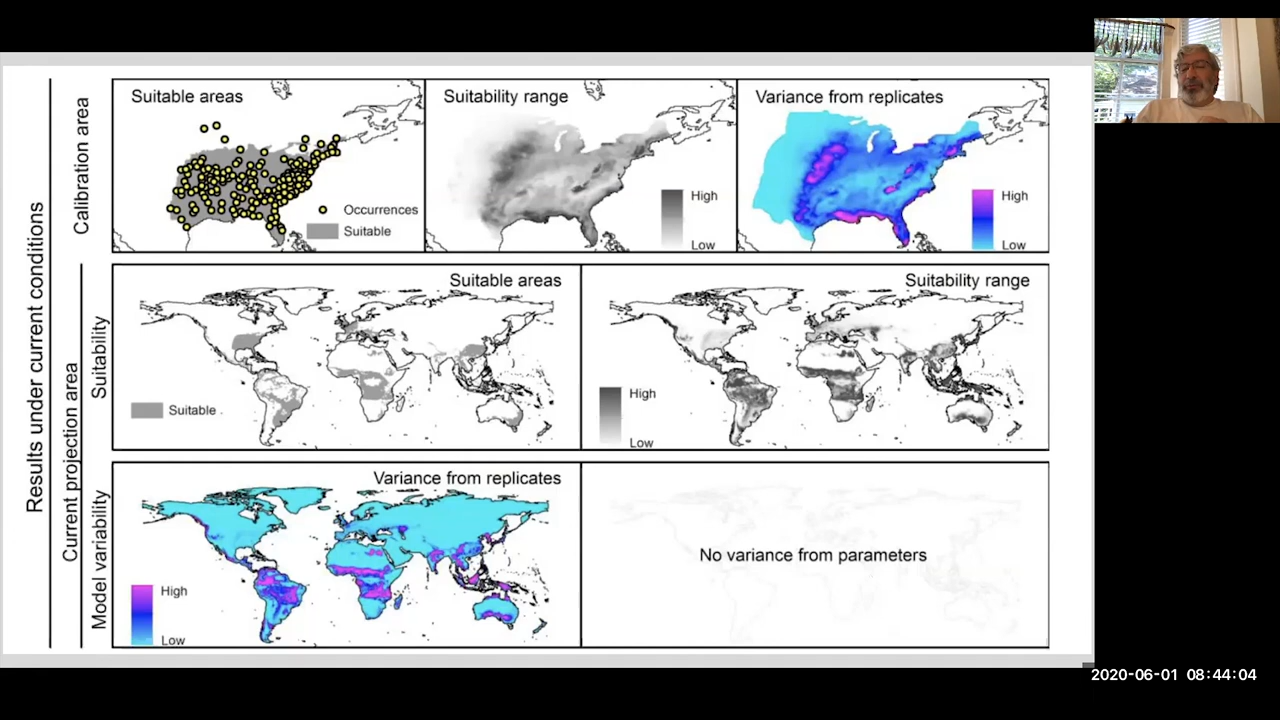 Results under current conditions
Calibration area
Suitable areas
Occurrences
Suitable
Suitability range
High
Low
Variance from replicates
High
Low
Current projection area
Suitability
Suitable areas
Suitable
Suitability range
High
Low
Model variability
Variance from replicates
High
Low
No variance from parameters
2020-06-01 08:44:04